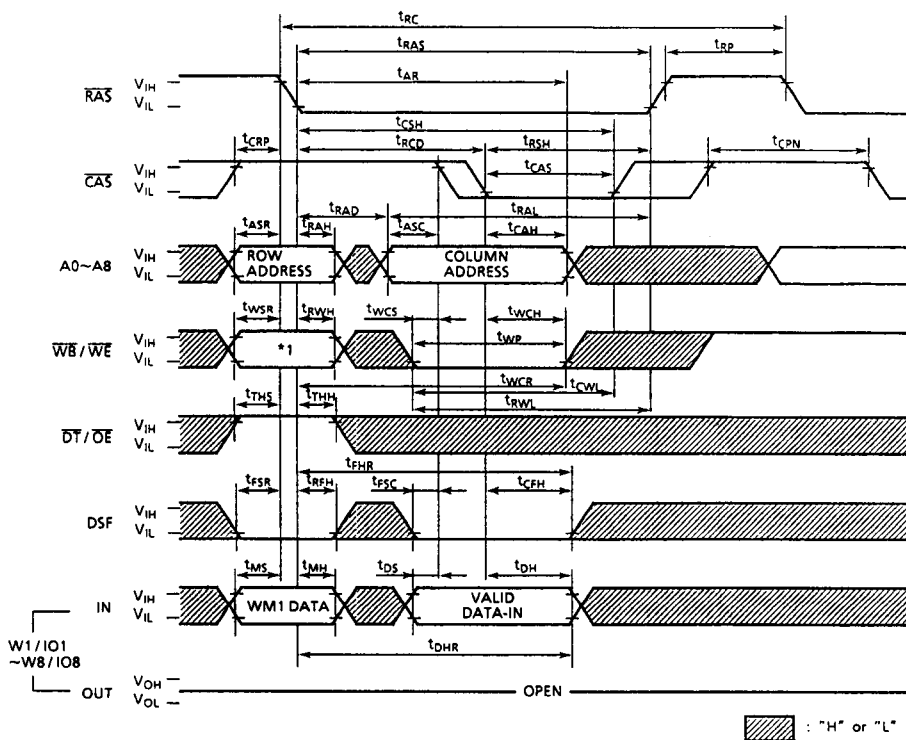 tRC
tRAS
tRP
tAR
RAS
VIH
VIL
tCSH
tCRP
tRCD
tRSH
tCPN
tCAS
CAS
VIH
VIL
tRAD
tRAL
tASR
tRAH
tASC
tCAH
A0~A8
VIH
VIL
ROW
ADDRESS
COLUMN
ADDRESS
tWSR
tRWH
tWCS
tWCH
tWP
WB/WE
VIH
VIL
*1
tWCR
tCWL
tRWL
tTHS
tTHH
DT/OE
VIH
VIL
tFHR
tFSR
tRFH
tFSC
tCFH
DSF
VIH
VIL
tMS
tMH
tDS
tDH
IN
VIH
VIL
WM1 DATA
VALID
DATA-IN
W1/IO1
~W8/IO8
tDHR
OUT
VOH
VOL
OPEN
: "H" or "L"